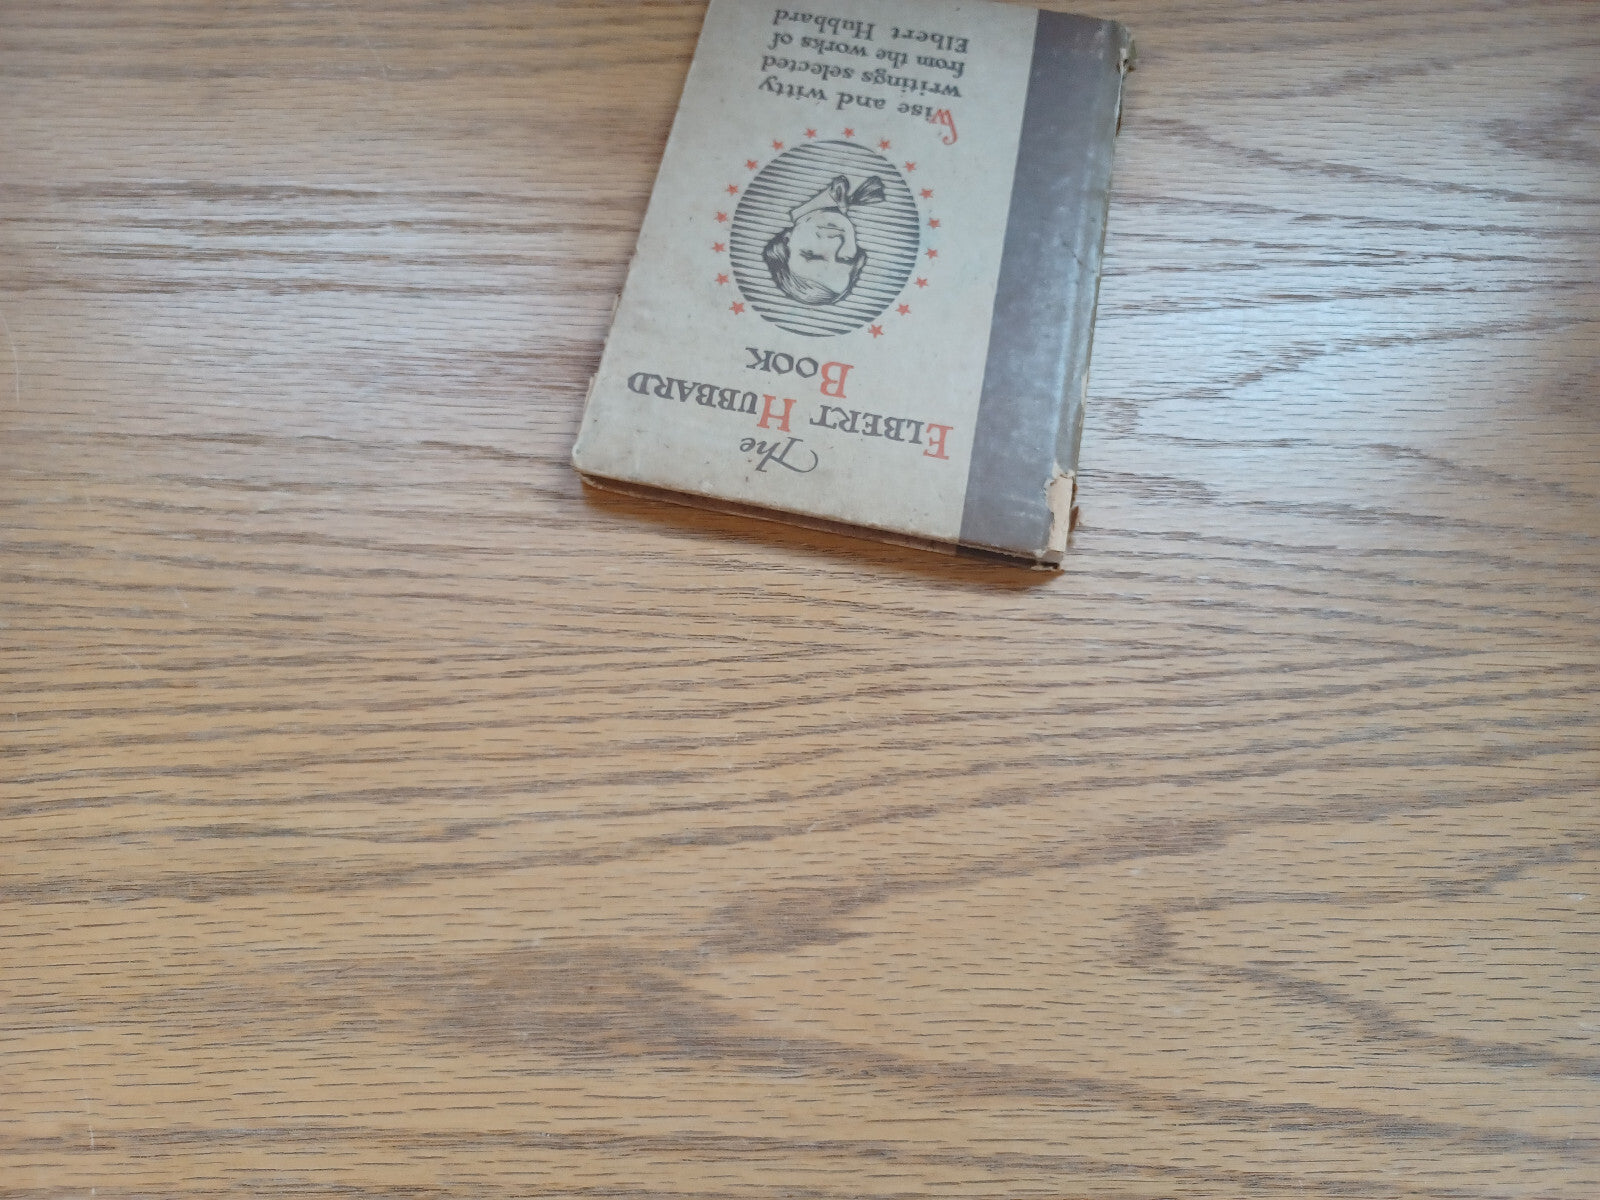 The
ELBERT HUBBARD
BOOK
Wise and witty
writings selected
from the works of
Elbert Hubbard